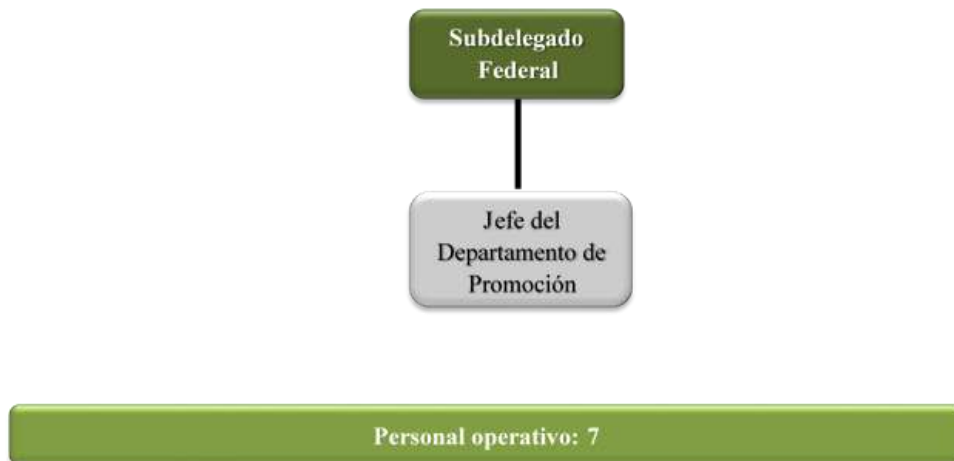 Subdelegado
Federal
Jefe del
Departamento de
Promoción
Personal operativo: 7